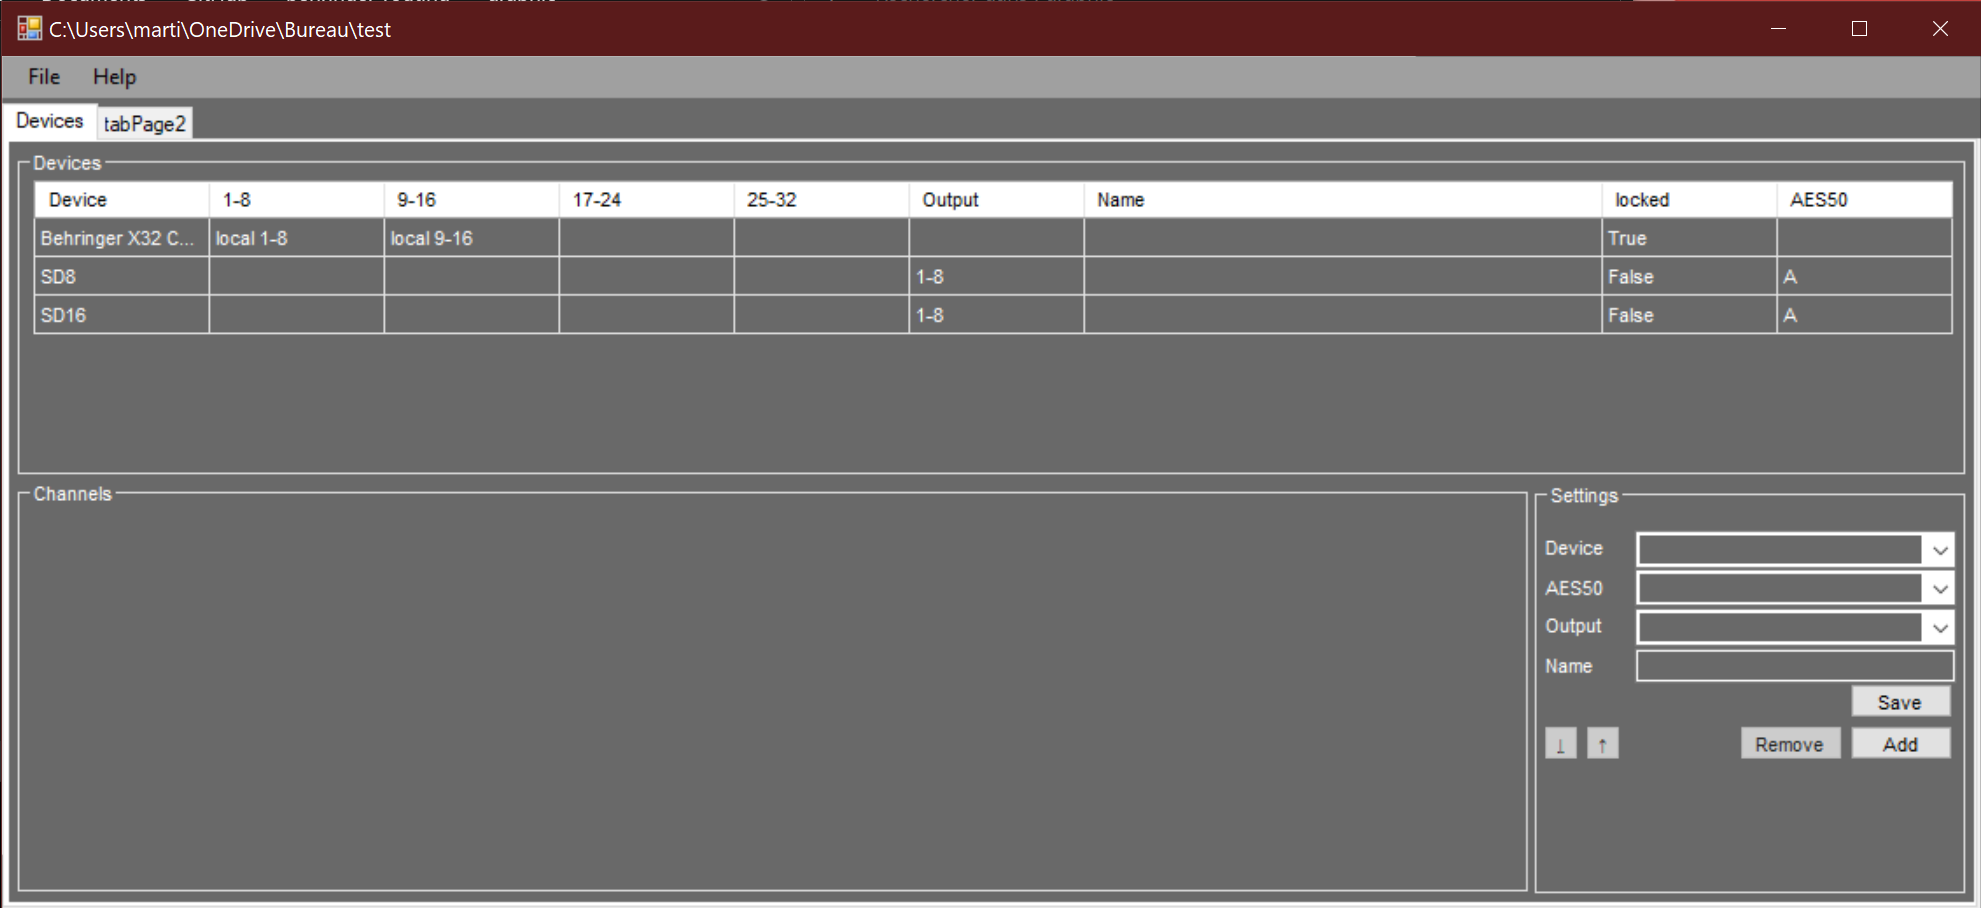 C:\Users\marti\OneDrive\Bureau\test
File Help
Devices tabPage2
Devices
Device 1-8 9-16 17-24 25-32 Output Name locked AES50
Behringer X32 C... local 1-8 local 9-16 True
SD8 1-8 False A
SD16 1-8 False A
Channels
Settings
Device
AES50
Output
Name
Save
↓ ↑ Remove Add